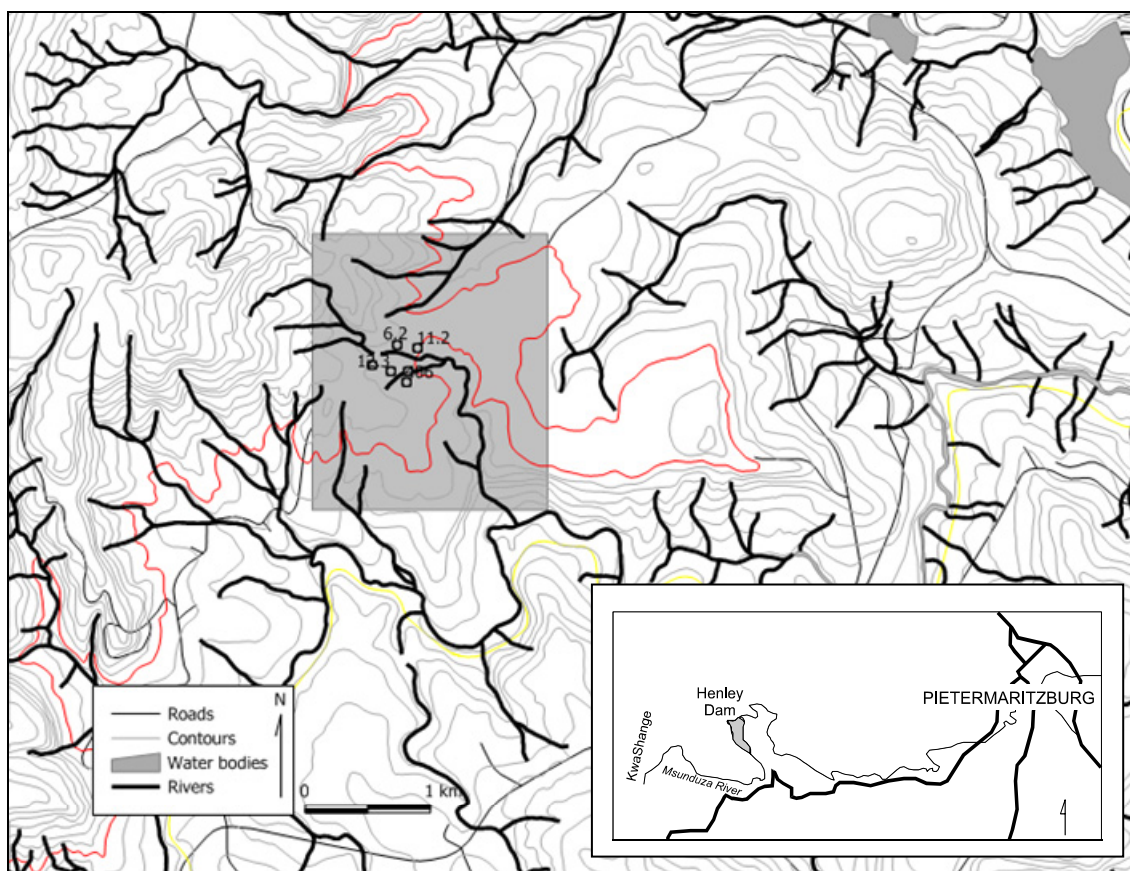 6.2
11.2
N
Roads
Contours
Water bodies
Rivers
0
1 km
Henley
Dam
PIETERMARITZBURG
KwaShange
Msunduza River